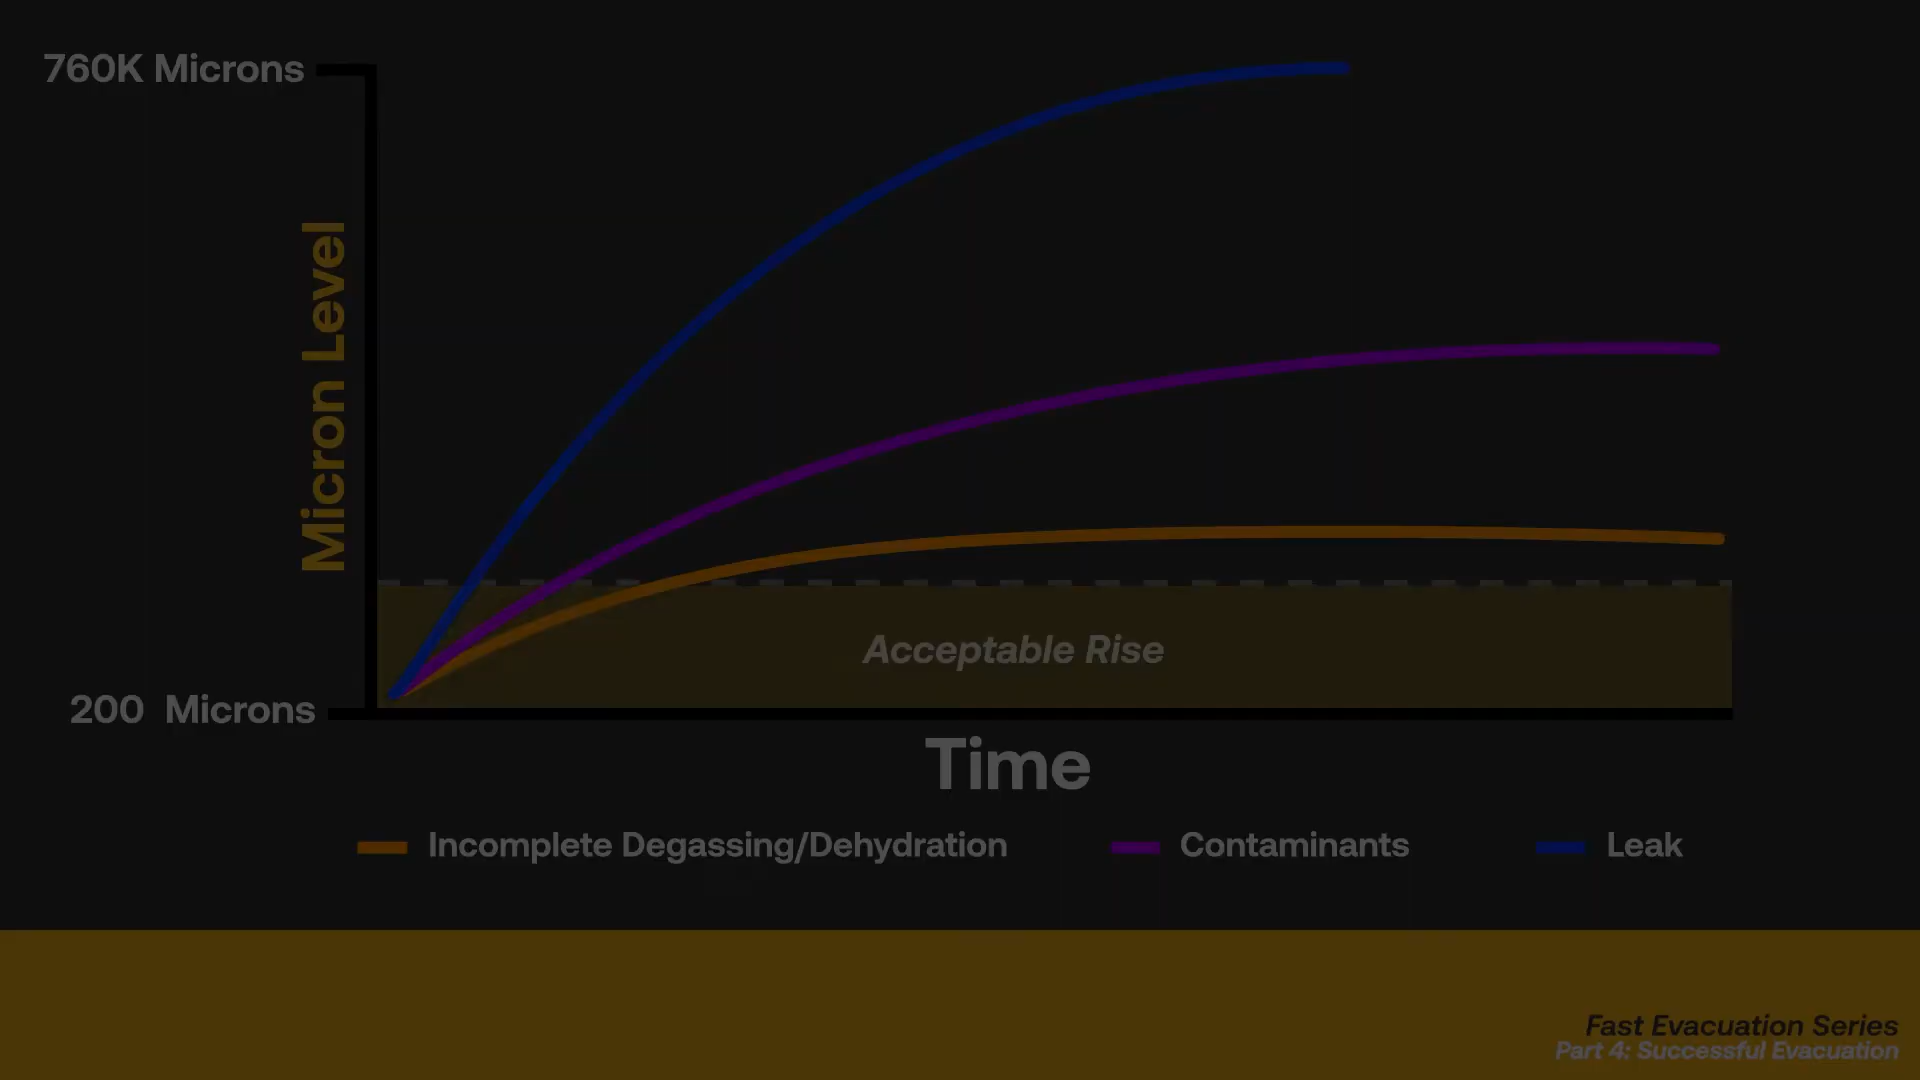 760K Microns
Micron Level
Acceptable Rise
200 Microns
Time
Incomplete Degassing/Dehydration
Contaminants
Leak
Fast Evacuation Series
Part 4: Successful Evacuation